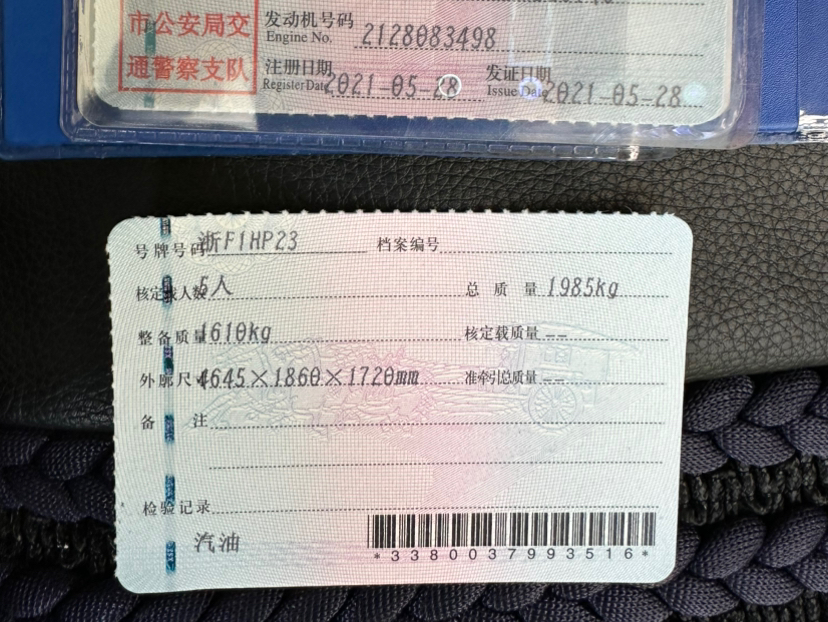 市公安局交
通警察支队
发动机号码
Engine No. 2128083498
注册日期
Register Date 2021-05-28
发证日期
Issue Date 2021-05-28
号牌号码 浙F1HP23 档案编号
核定载人数 5人 总质量 1985kg
整备质量 1610kg 核定载质量 --
外廓尺寸 4645×1860×1720mm 准牵引总质量 --
备注
检验记录
汽油
*3380037993516*